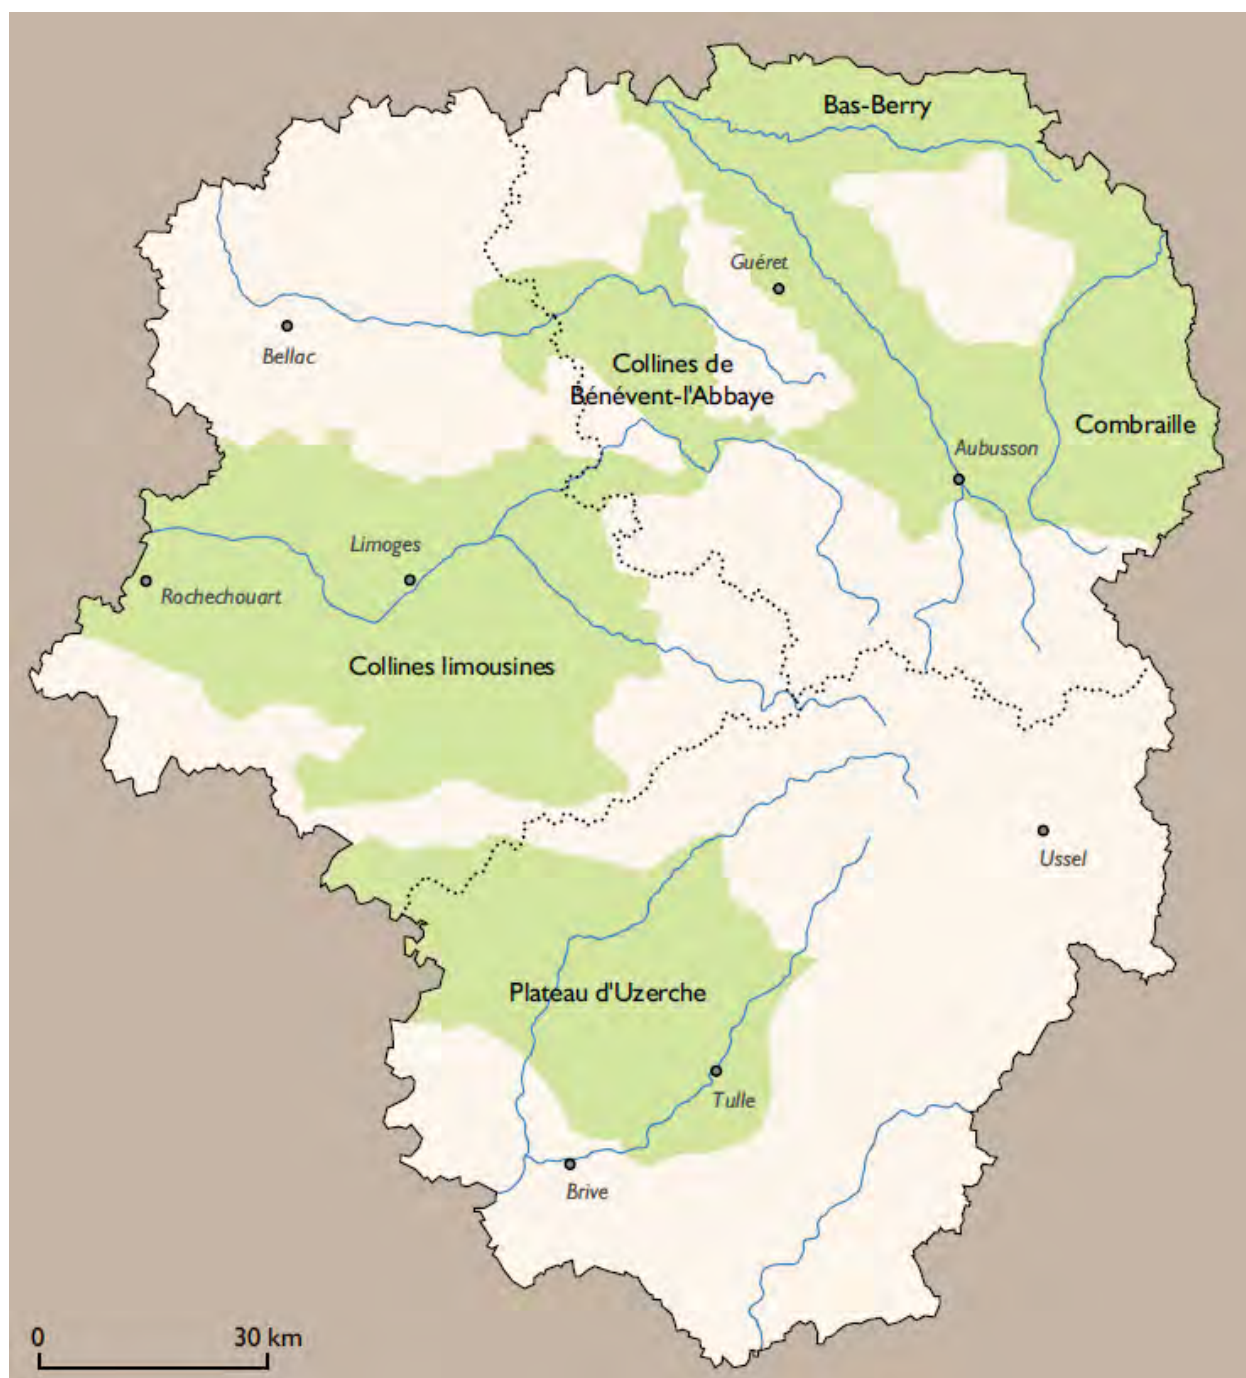 Bas-Berry
Guéret
Bellac
Collines de
Bénévent-l'Abbaye
Combraille
Aubusson
Limoges
Rochechouart
Collines limousines
Ussel
Plateau d'Uzerche
Tulle
Brive
0 30 km